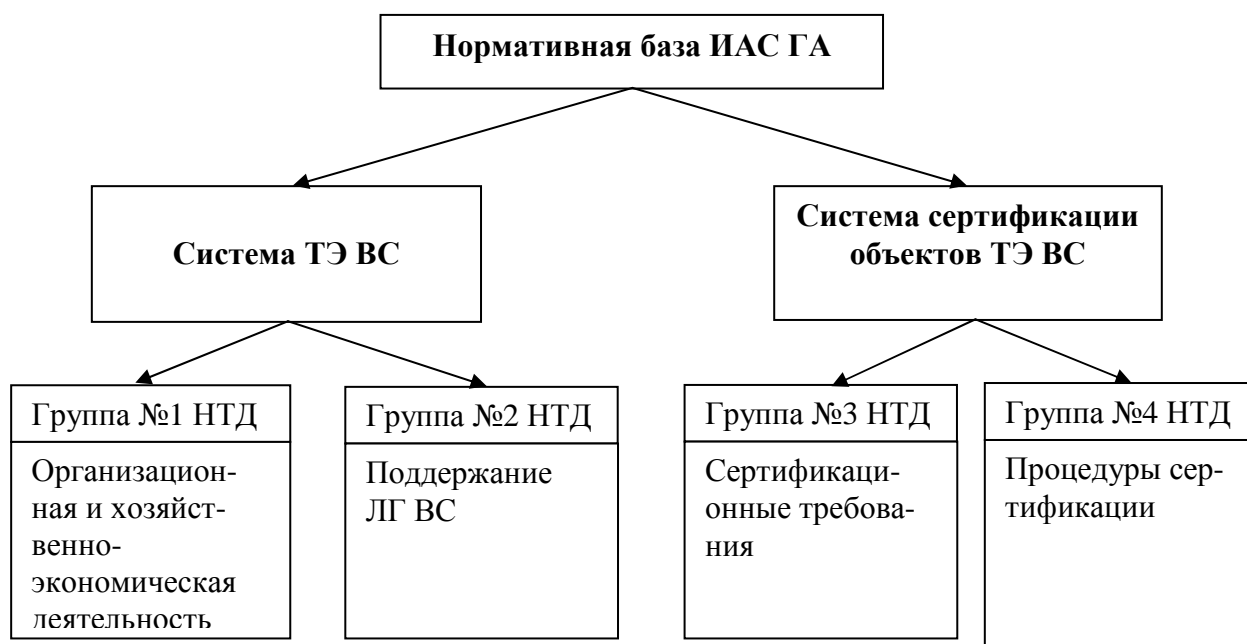 Нормативная база ИАС ГА
Система ТЭ ВС
Система сертификации
объектов ТЭ ВС
Группа №1 НТД
Организацион-
ная и хозяйст-
венно-
экономическая
деятельность
Группа №2 НТД
Поддержание
ЛГ ВС
Группа №3 НТД
Сертификаци-
онные требова-
ния
Группа №4 НТД
Процедуры сер-
тификации